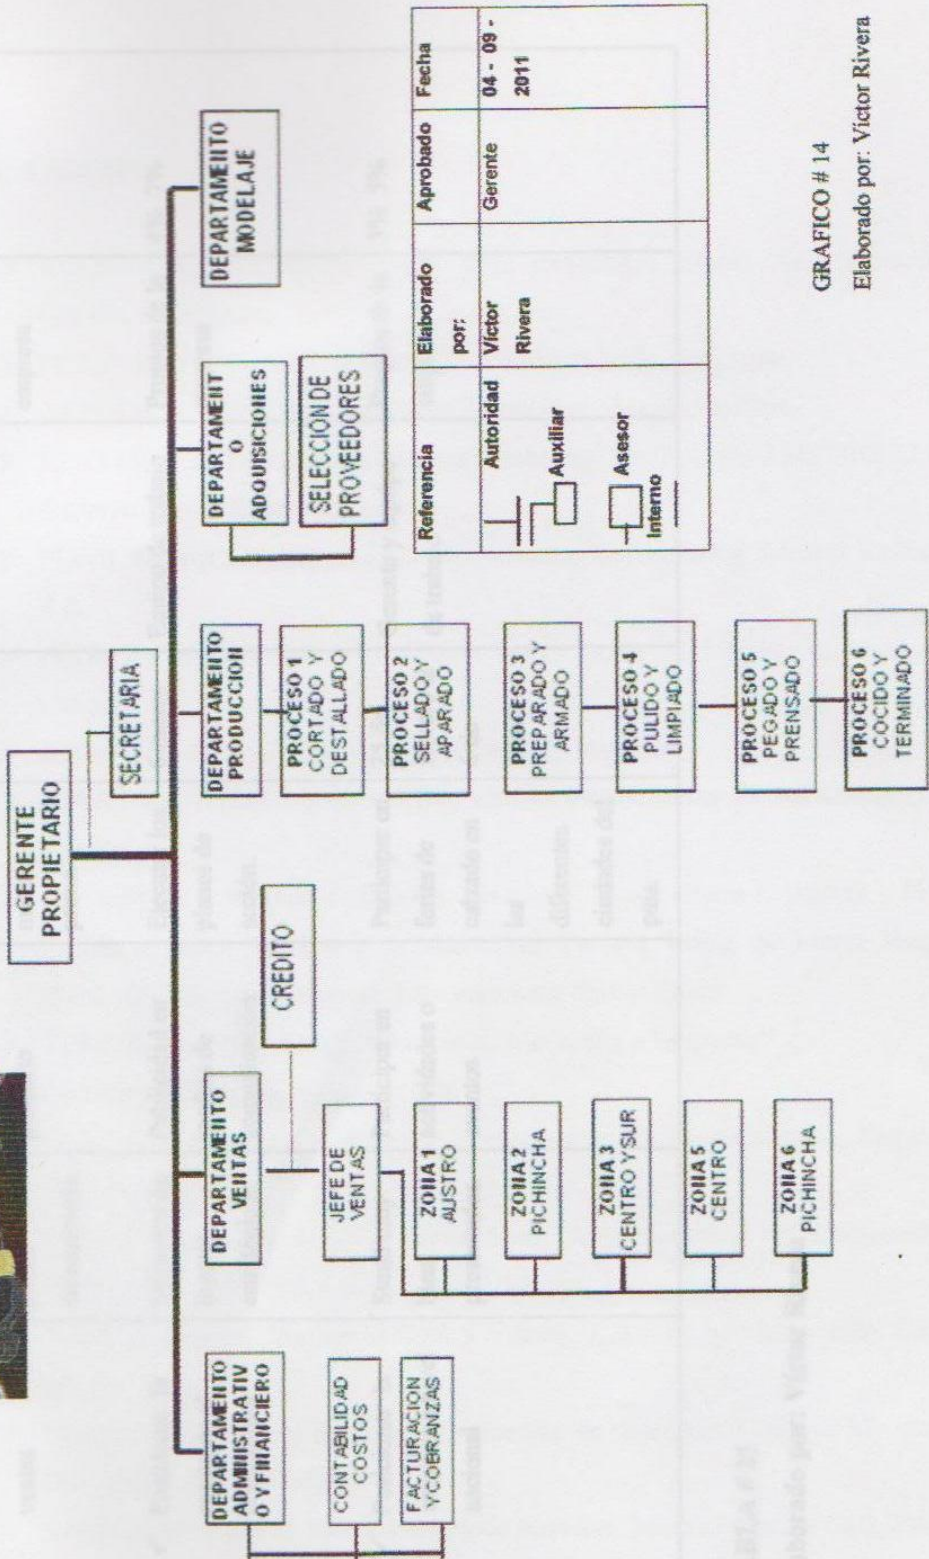 GERENTE
PROPIETARIO
SECRETARIA
DEPARTAMENTO
ADMINISTRATIV
O Y FINANCIERO
CONTABILIDAD
COSTOS
FACTURACION
Y COBRANZAS
DEPARTAMENTO
VENTAS
CREDITO
JEFE DE
VENTAS
ZONA 1
AUSTRO
ZONA 2
PICHINCHA
ZONA 3
CENTRO Y SUR
ZONA 5
CENTRO
ZONA 6
PICHINCHA
DEPARTAMENTO
PRODUCCION
PROCESO 1
CORTADO Y
DESTALLADO
PROCESO 2
SELLADO Y
APARADO
PROCESO 3
PREPARADO Y
ARMADO
PROCESO 4
PULIDO Y
LIMPIADO
PROCESO 5
PEGADO Y
PRENSADO
PROCESO 6
COCIDO Y
TERMINADO
DEPARTAMENT
O
ADQUISICIONES
SELECCION DE
PROVEEDORES
DEPARTAMENTO
MODELAJE
Referencia
Elaborado
por:
Aprobado
Fecha
Autoridad
Auxiliar
Asesor
Interno
Víctor
Rivera
Gerente
04 - 09 -
2011
GRAFICO # 14
Elaborado por: Víctor Rivera